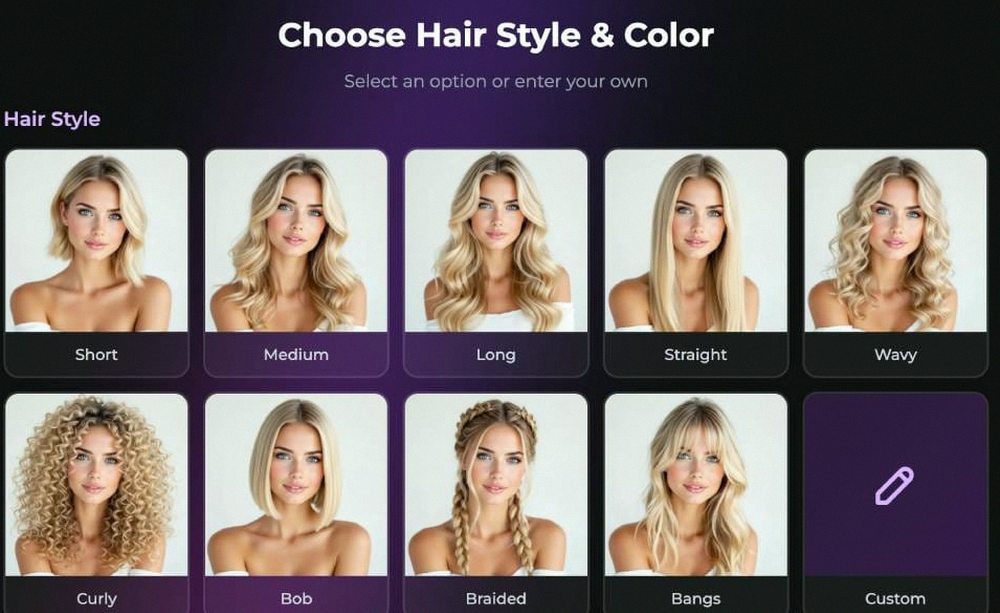 Choose Hair Style & Color
Select an option or enter your own
Hair Style
Short
Medium
Long
Straight
Wavy
Curly
Bob
Braided
Bangs
Custom